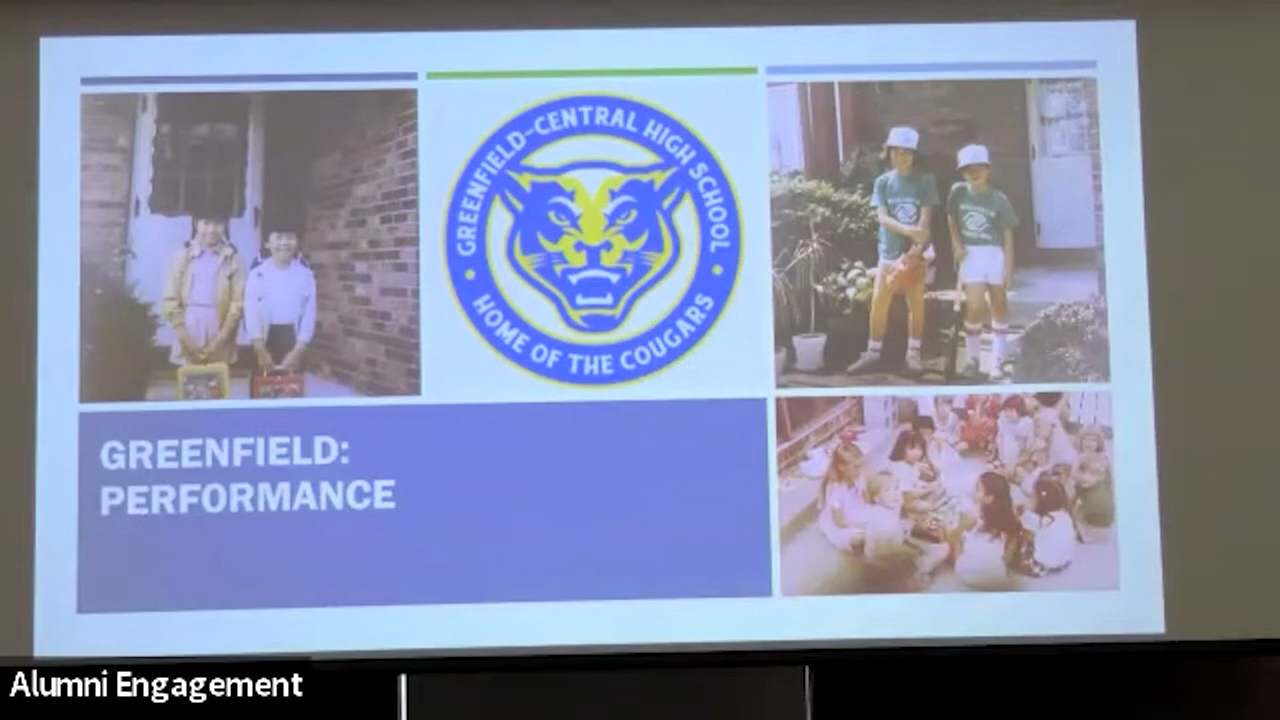 GREENFIELD-CENTRAL HIGH SCHOOL
HOME OF THE COUGARS
GREENFIELD:
PERFORMANCE
Alumni Engagement